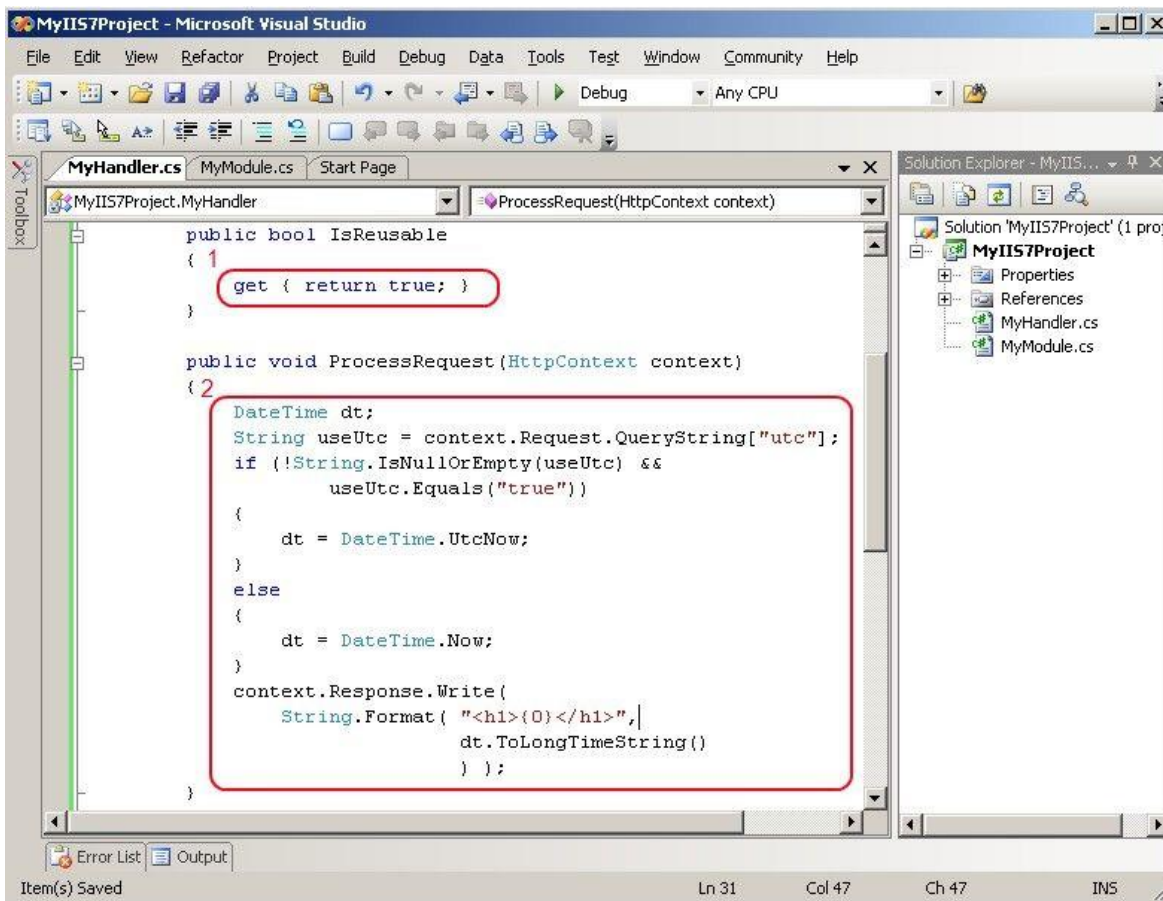 MyIIS7Project - Microsoft Visual Studio
File Edit View Refactor Project Build Debug Data Tools Test Window Community Help
Debug Any CPU
Toolbox
MyHandler.cs MyModule.cs Start Page
Solution Explorer - MyIIS...
MyIIS7Project.MyHandler ProcessRequest(HttpContext context)
Solution 'MyIIS7Project' (1 proj
MyIIS7Project
Properties
References
MyHandler.cs
MyModule.cs
public bool IsReusable
{ 1
get { return true; }
}
public void ProcessRequest(HttpContext context)
{ 2
DateTime dt;
String useUtc = context.Request.QueryString["utc"];
if (!String.IsNullOrEmpty(useUtc) &&
useUtc.Equals("true"))
{
dt = DateTime.UtcNow;
}
else
{
dt = DateTime.Now;
}
context.Response.Write(
String.Format( "<h1>{0}</h1>",
dt.ToLongTimeString()
) );
}
Error List Output
Item(s) Saved Ln 31 Col 47 Ch 47 INS